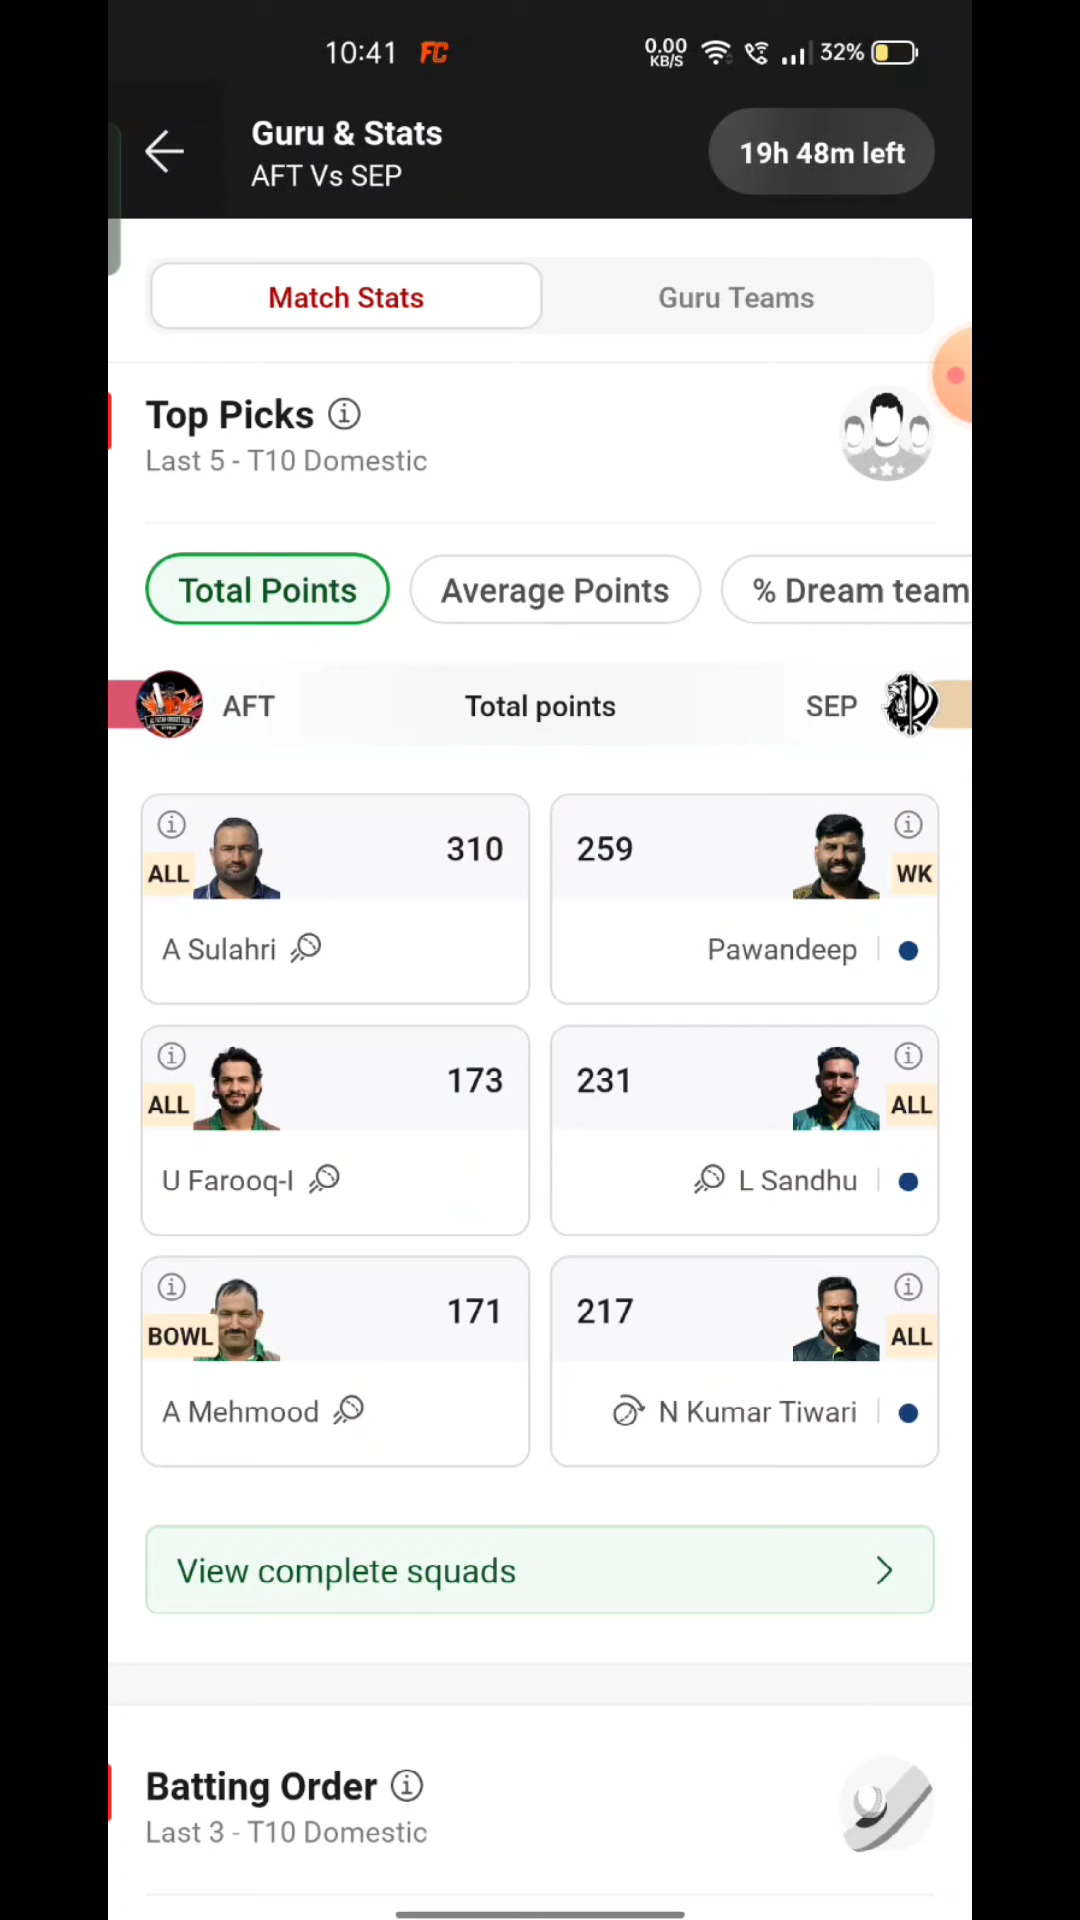 10:41 FC 0.00 KB/S 32%
Guru & Stats
AFT Vs SEP
19h 48m left
Match Stats Guru Teams
Top Picks
Last 5 - T10 Domestic
Total Points Average Points % Dream team
AFT Total points SEP
310 259
ALL WK
A Sulahri Pawandeep
173 231
ALL ALL
U Farooq-I L Sandhu
171 217
BOWL ALL
A Mehmood N Kumar Tiwari
View complete squads
Batting Order
Last 3 - T10 Domestic